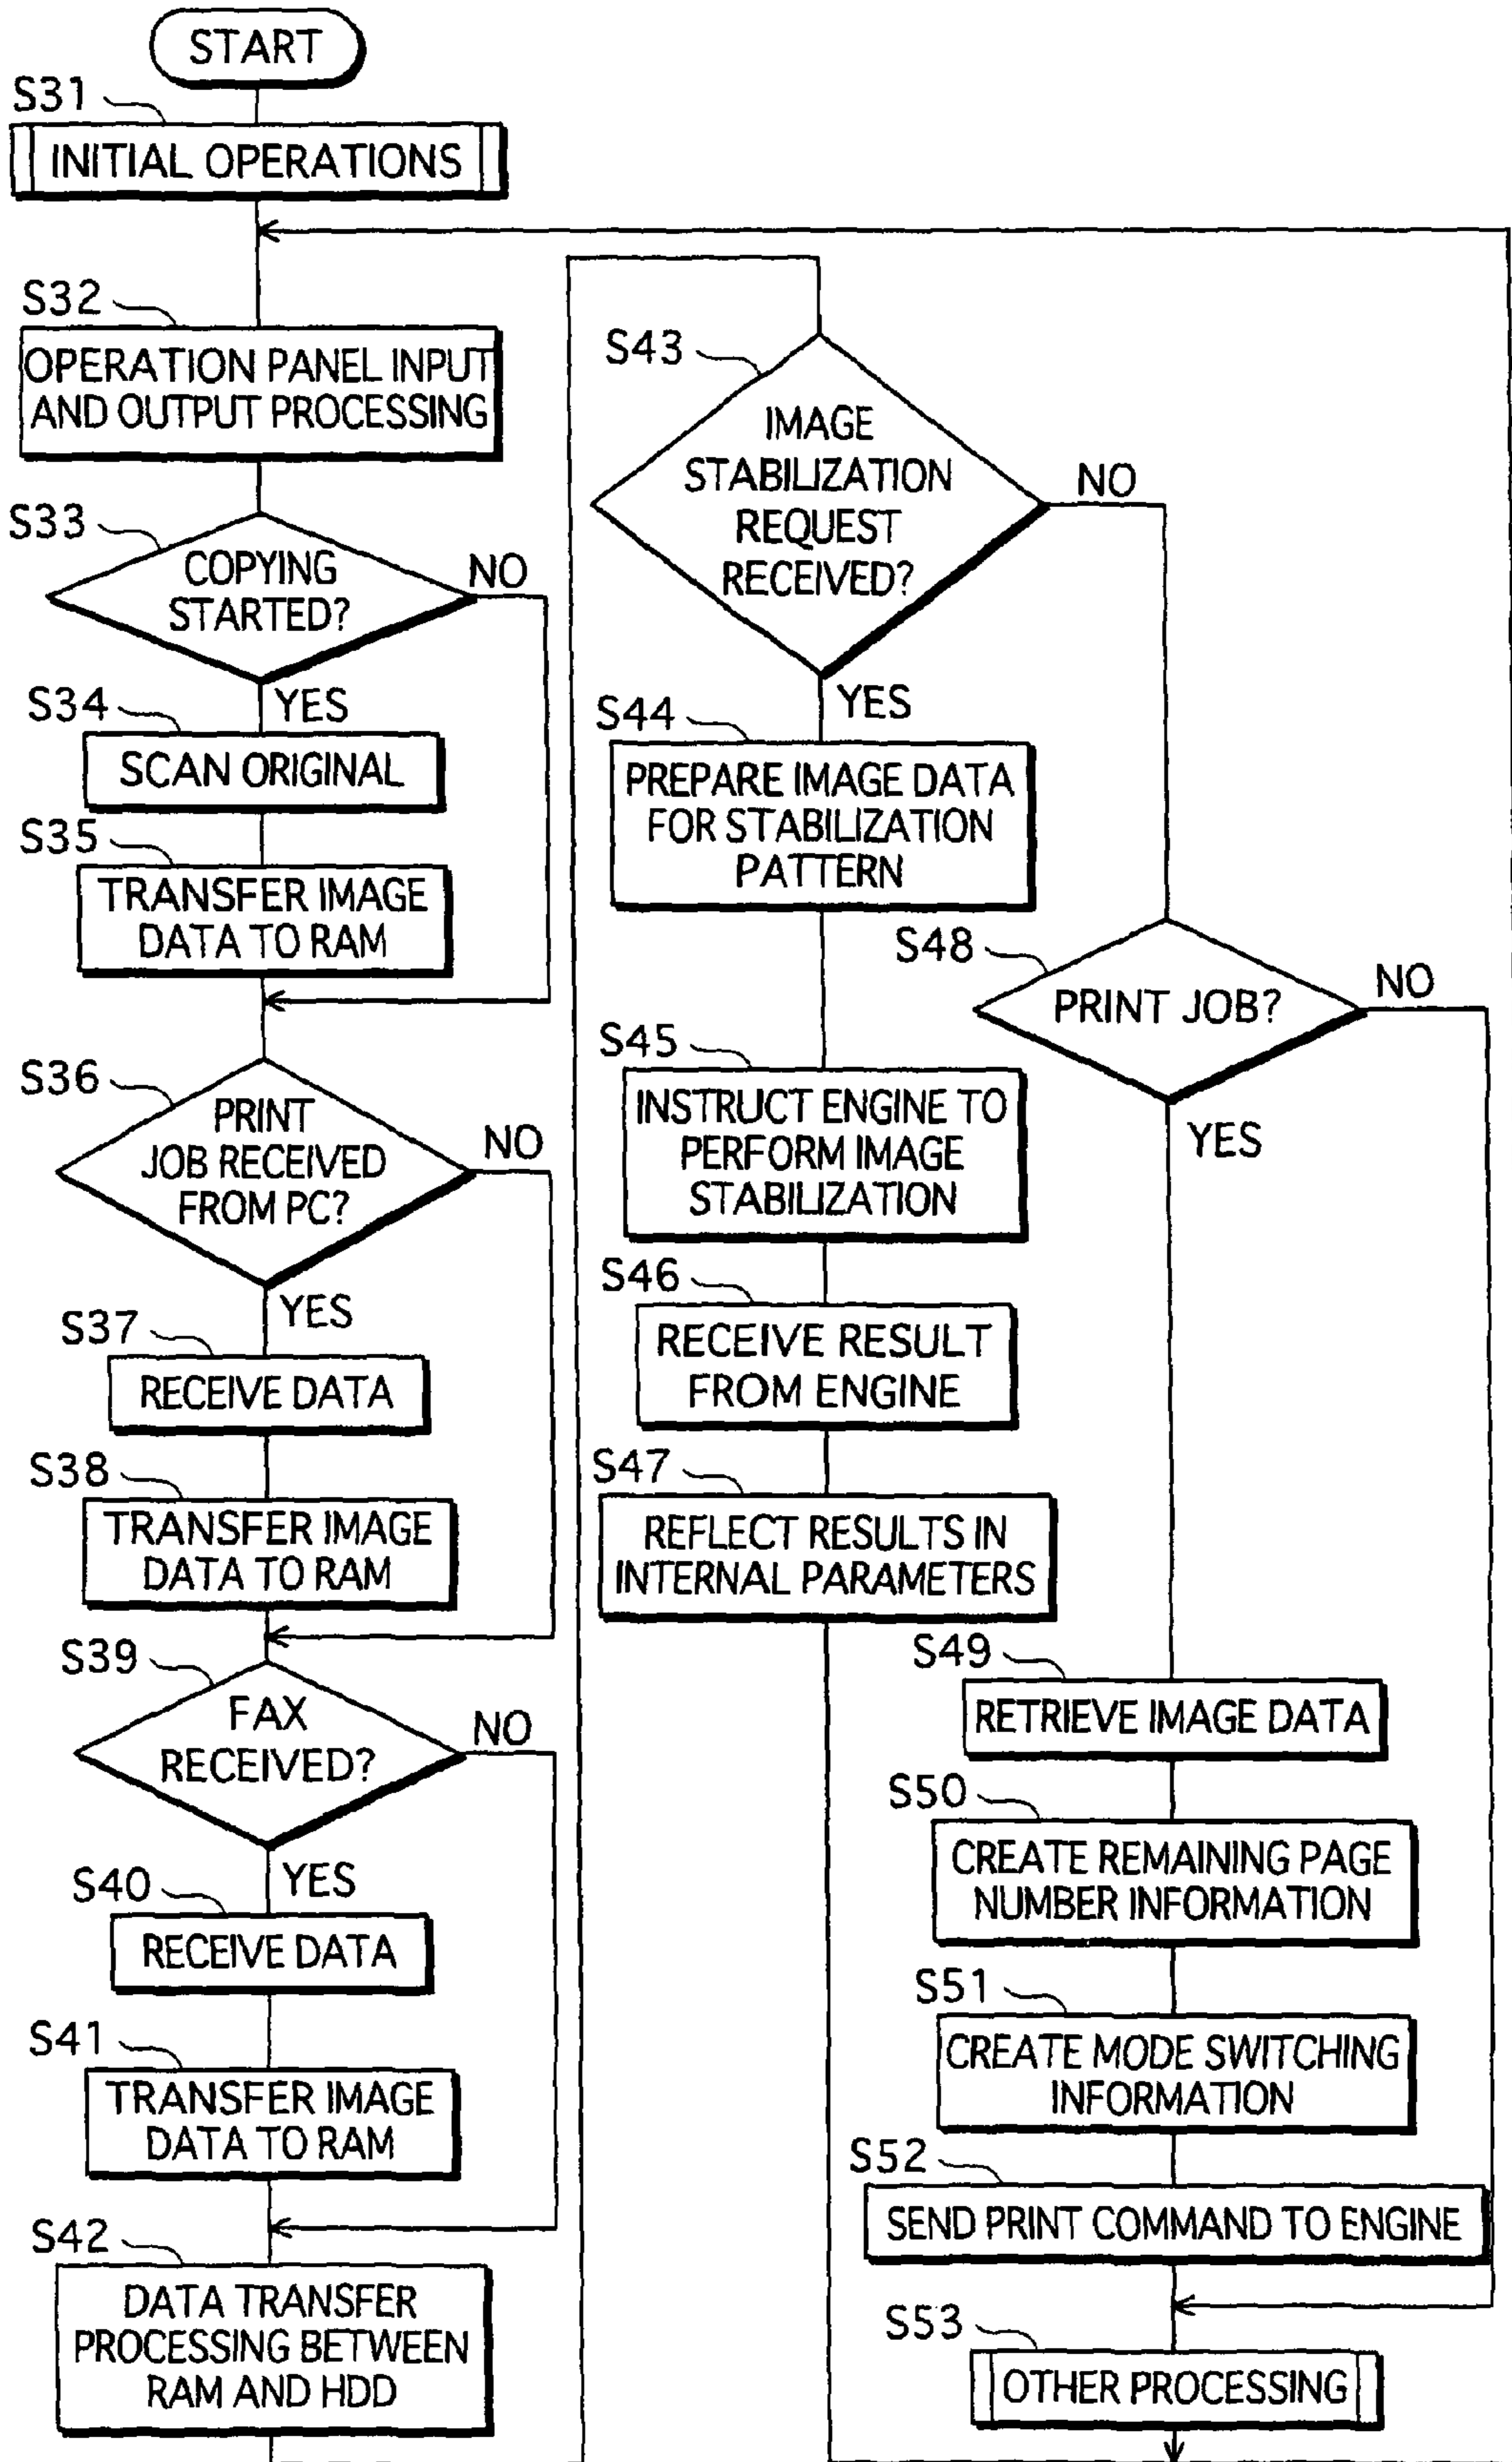 START
S31
INITIAL OPERATIONS
S32
OPERATION PANEL INPUT
AND OUTPUT PROCESSING
S33
COPYING
STARTED?
NO
YES
S34
SCAN ORIGINAL
S35
TRANSFER IMAGE
DATA TO RAM
S36
PRINT
JOB RECEIVED
FROM PC?
NO
YES
S37
RECEIVE DATA
S38
TRANSFER IMAGE
DATA TO RAM
S39
FAX
RECEIVED?
NO
YES
S40
RECEIVE DATA
S41
TRANSFER IMAGE
DATA TO RAM
S42
DATA TRANSFER
PROCESSING BETWEEN
RAM AND HDD
S43
IMAGE
STABILIZATION
REQUEST
RECEIVED?
NO
YES
S44
PREPARE IMAGE DATA
FOR STABILIZATION
PATTERN
S45
INSTRUCT ENGINE TO
PERFORM IMAGE
STABILIZATION
S46
RECEIVE RESULT
FROM ENGINE
S47
REFLECT RESULTS IN
INTERNAL PARAMETERS
S48
PRINT JOB?
NO
YES
S49
RETRIEVE IMAGE DATA
S50
CREATE REMAINING PAGE
NUMBER INFORMATION
S51
CREATE MODE SWITCHING
INFORMATION
S52
SEND PRINT COMMAND TO ENGINE
S53
OTHER PROCESSING